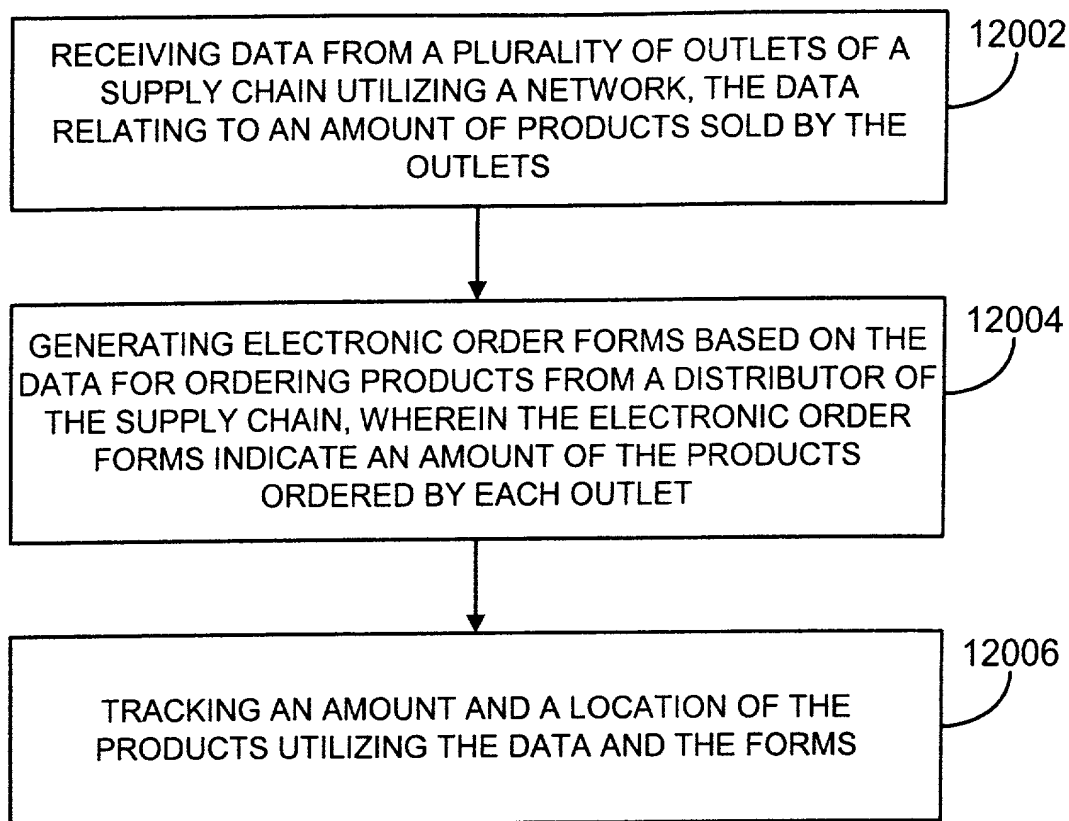 RECEIVING DATA FROM A PLURALITY OF OUTLETS OF A
SUPPLY CHAIN UTILIZING A NETWORK, THE DATA
RELATING TO AN AMOUNT OF PRODUCTS SOLD BY THE
OUTLETS
12002
GENERATING ELECTRONIC ORDER FORMS BASED ON THE
DATA FOR ORDERING PRODUCTS FROM A DISTRIBUTOR OF
THE SUPPLY CHAIN, WHEREIN THE ELECTRONIC ORDER
FORMS INDICATE AN AMOUNT OF THE PRODUCTS
ORDERED BY EACH OUTLET
12004
TRACKING AN AMOUNT AND A LOCATION OF THE
PRODUCTS UTILIZING THE DATA AND THE FORMS
12006